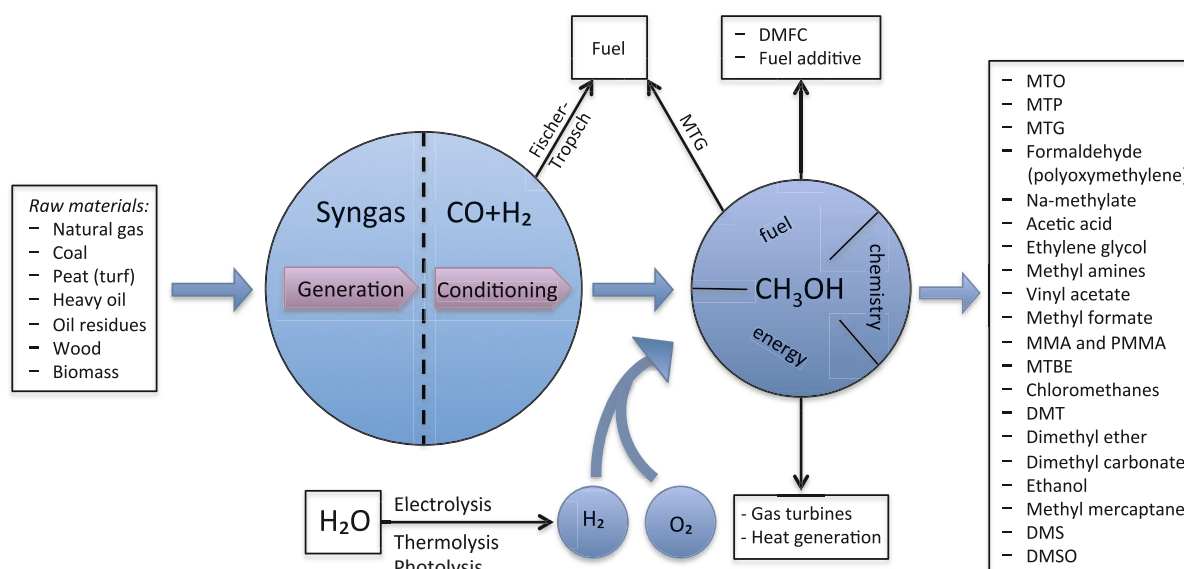 Raw materials:
– Natural gas
– Coal
– Peat (turf)
– Heavy oil
– Oil residues
– Wood
– Biomass
Syngas
CO+H₂
Generation
Conditioning
Fischer-
Tropsch
Fuel
MTG
– DMFC
– Fuel additive
fuel
chemistry
energy
CH₃OH
H₂O
Electrolysis
Thermolysis
Photolysis
H₂
O₂
- Gas turbines
- Heat generation
– MTO
– MTP
– MTG
– Formaldehyde
(polyoxymethylene)
– Na-methylate
– Acetic acid
– Ethylene glycol
– Methyl amines
– Vinyl acetate
– Methyl formate
– MMA and PMMA
– MTBE
– Chloromethanes
– DMT
– Dimethyl ether
– Dimethyl carbonate
– Ethanol
– Methyl mercaptane
– DMS
– DMSO